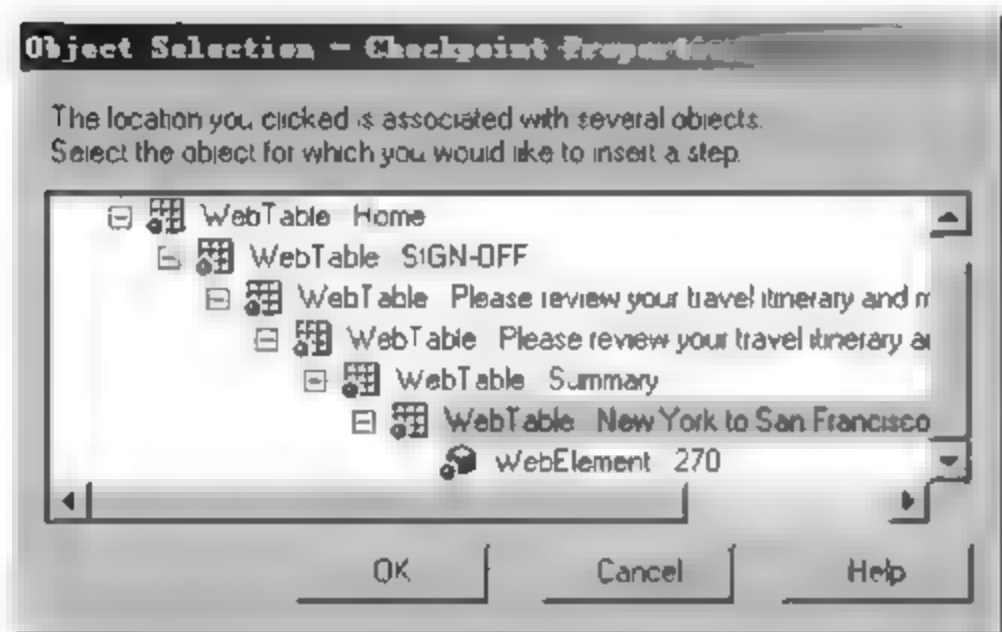 Object Selection - Checkpoint
The location you clicked is associated with several objects.
Select the object for which you would like to insert a step.
WebTable Home
WebTable SIGN-OFF
WebTable Please review your travel itinerary and m
WebTable Please review your travel itinerary a
WebTable Summary
WebTable New York to San Francisco
WebElement 270
OK Cancel Help